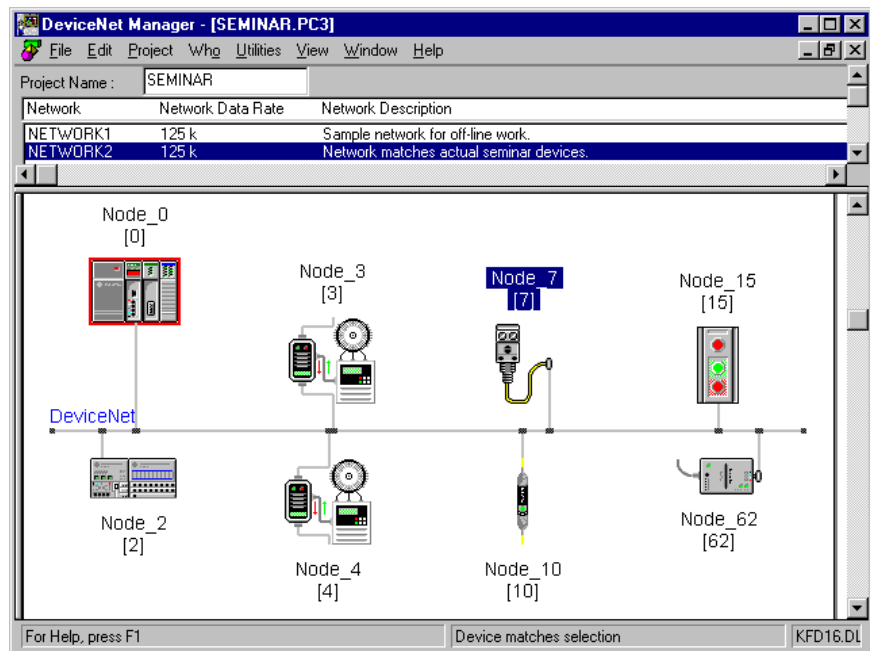 DeviceNet Manager - [SEMINAR.PC3]
File Edit Project Who Utilities View Window Help
Project Name : SEMINAR
Network Network Data Rate Network Description
NETWORK1 125 k Sample network for off-line work.
NETWORK2 125 k Network matches actual seminar devices.
Node_0
[0]
Node_3
[3]
Node_7
[7]
Node_15
[15]
DeviceNet
Node_2
[2]
Node_4
[4]
Node_10
[10]
Node_62
[62]
For Help, press F1 Device matches selection KFD16.DL